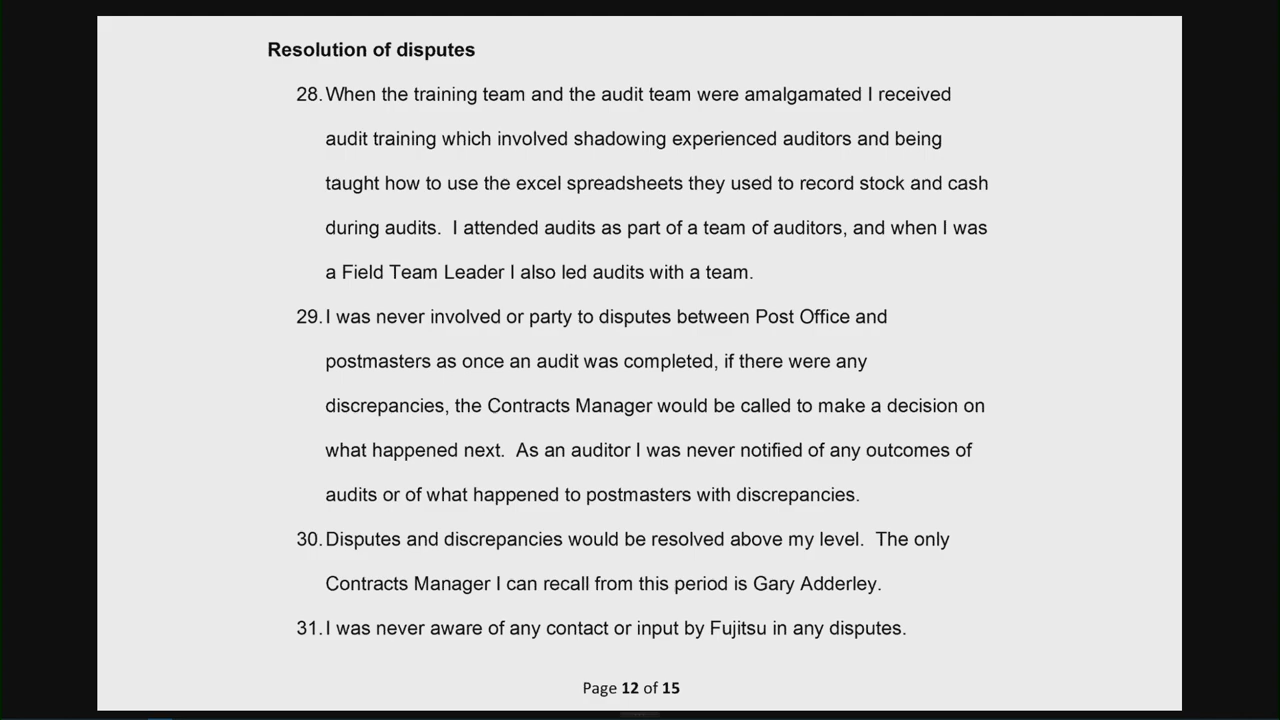 Resolution of disputes
28. When the training team and the audit team were amalgamated I received
audit training which involved shadowing experienced auditors and being
taught how to use the excel spreadsheets they used to record stock and cash
during audits.  I attended audits as part of a team of auditors, and when I was
a Field Team Leader I also led audits with a team.
29. I was never involved or party to disputes between Post Office and
postmasters as once an audit was completed, if there were any
discrepancies, the Contracts Manager would be called to make a decision on
what happened next.  As an auditor I was never notified of any outcomes of
audits or of what happened to postmasters with discrepancies.
30. Disputes and discrepancies would be resolved above my level.  The only
Contracts Manager I can recall from this period is Gary Adderley.
31. I was never aware of any contact or input by Fujitsu in any disputes.
Page 12 of 15